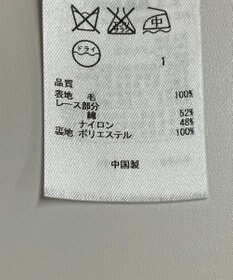 中
ドライ
1
品質
表地 毛 100%
レース部分
綿 52%
ナイロン 48%
裏地 ポリエステル 100%
中国製